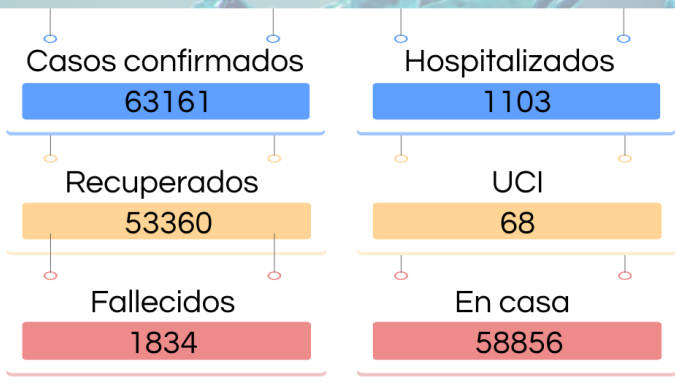 Casos confirmados
63161
Hospitalizados
1103
Recuperados
53360
UCI
68
Fallecidos
1834
En casa
58856